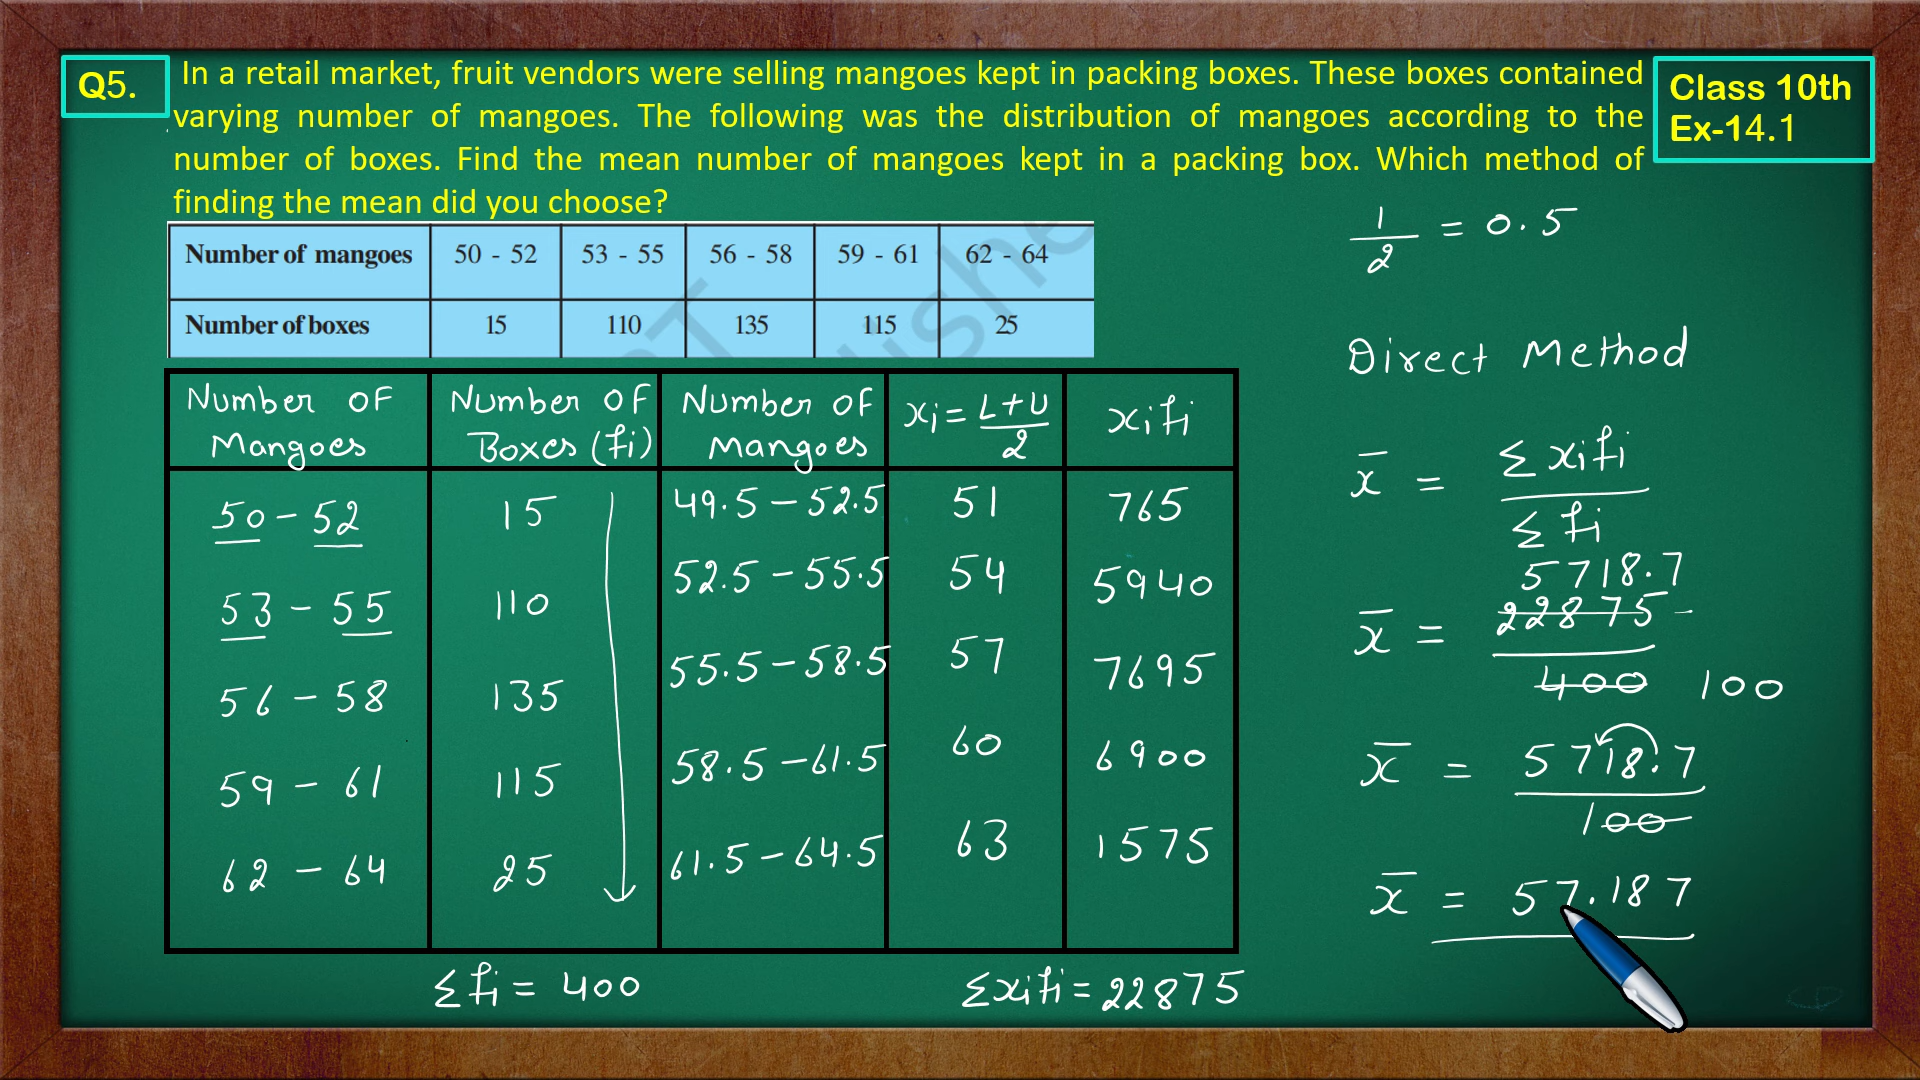 Q5.
In a retail market, fruit vendors were selling mangoes kept in packing boxes. These boxes contained
varying number of mangoes. The following was the distribution of mangoes according to the
number of boxes. Find the mean number of mangoes kept in a packing box. Which method of
finding the mean did you choose?
Class 10th
Ex-14.1
Number of mangoes 50 - 52 53 - 55 56 - 58 59 - 61 62 - 64
Number of boxes 15 110 135 115 25
Number of Mangoes Number of Boxes (fi) Number of Mangoes xi = L+U/2 xifi
50 - 52 15 49.5 - 52.5 51 765
53 - 55 110 52.5 - 55.5 54 5940
56 - 58 135 55.5 - 58.5 57 7695
59 - 61 115 58.5 - 61.5 60 6900
62 - 64 25 61.5 - 64.5 63 1575
Σfi = 400 Σxifi = 22875
1/2 = 0.5
Direct Method
x̄ = Σxifi
Σfi
5718.7
x̄ = 22875
400 100
x̄ = 5718.7
100
x̄ = 57.187